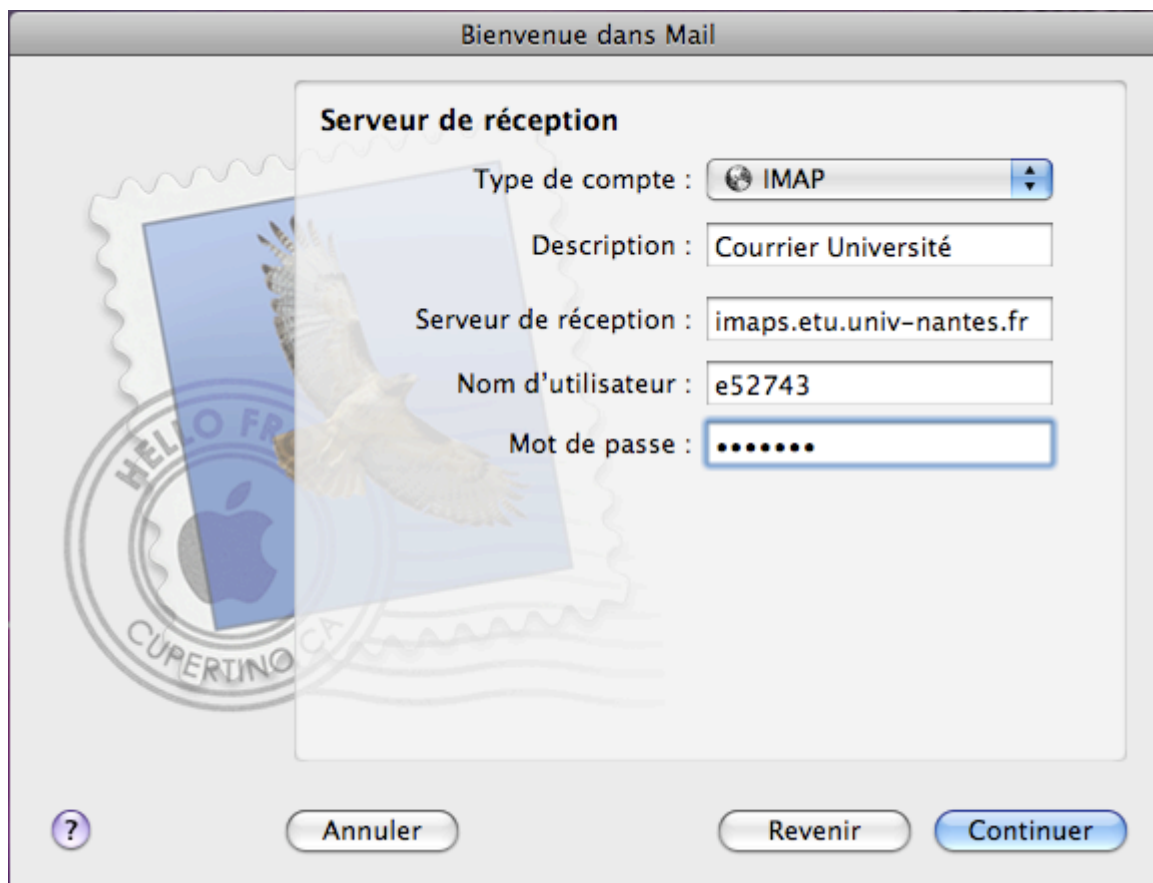 Bienvenue dans Mail
Serveur de réception
Type de compte : IMAP
Description : Courrier Université
Serveur de réception : imaps.etu.univ-nantes.fr
Nom d'utilisateur : e52743
Mot de passe : •••••••
HELLO FR
CUPERTINO CA
? Annuler Revenir Continuer